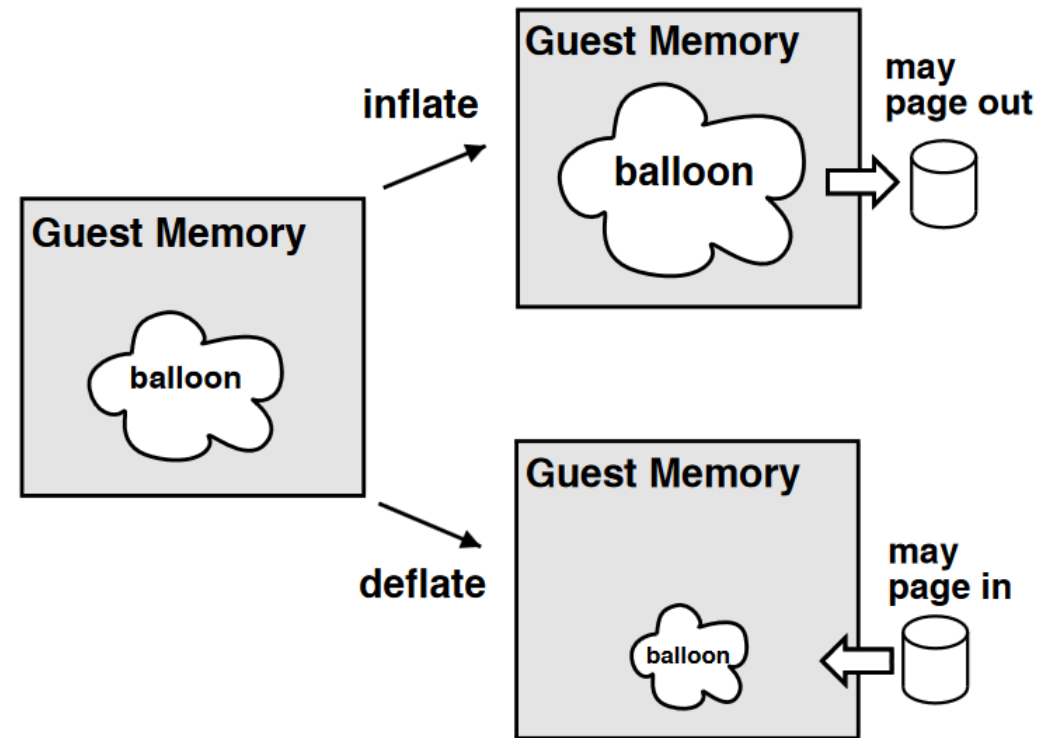 Guest Memory
balloon
inflate
Guest Memory
balloon
may
page out
deflate
Guest Memory
balloon
may
page in